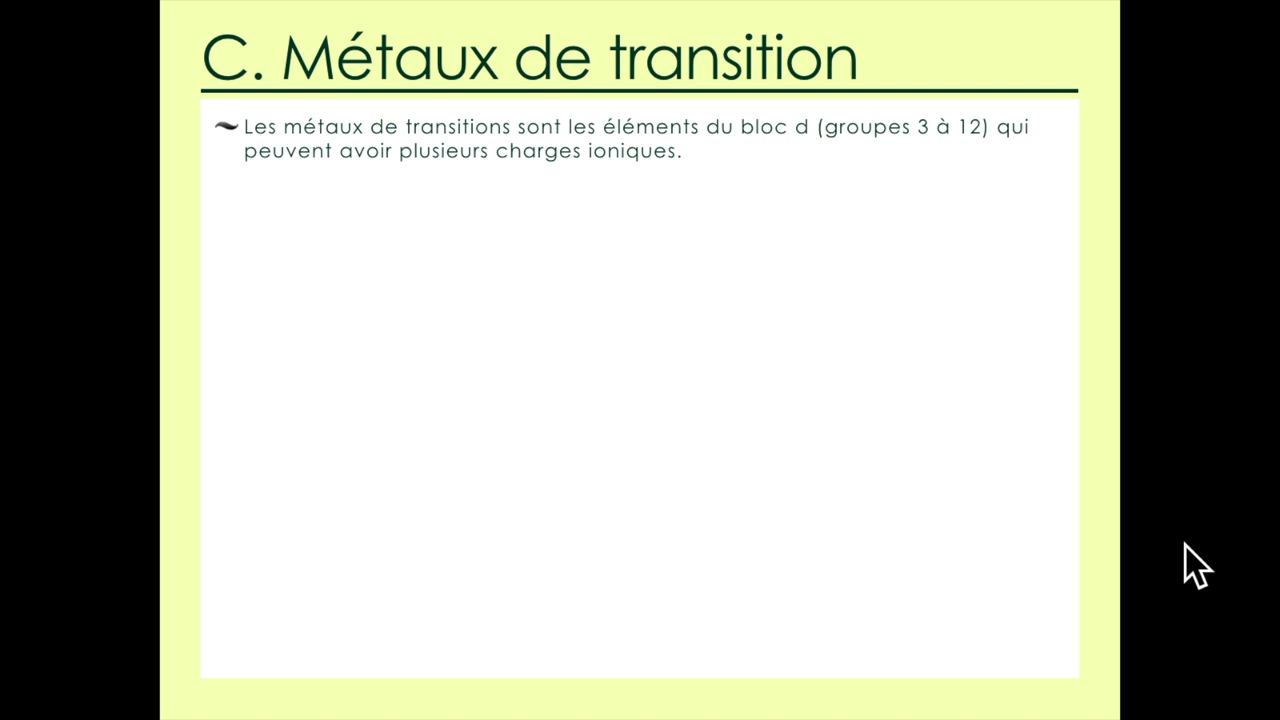 C. Métaux de transition
Les métaux de transitions sont les éléments du bloc d (groupes 3 à 12) qui
peuvent avoir plusieurs charges ioniques.